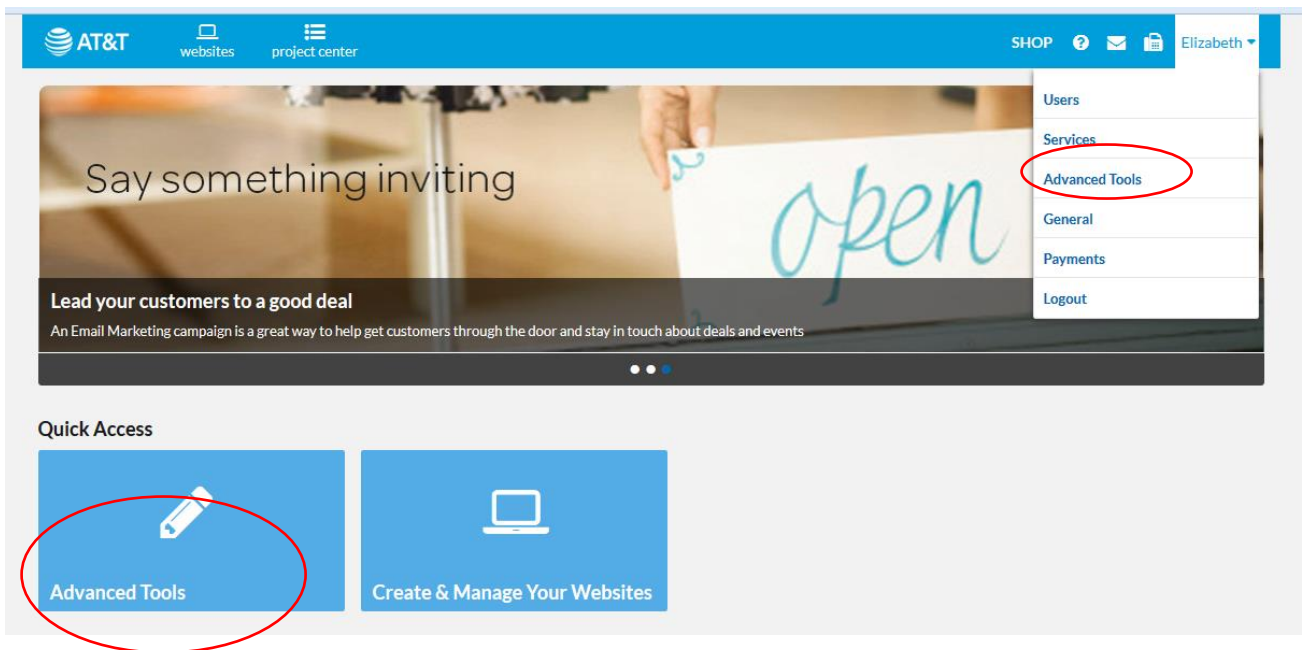 AT&T
websites
project center
SHOP
?
Elizabeth
Users
Services
Advanced Tools
General
Payments
Logout
Say something inviting
open
Lead your customers to a good deal
An Email Marketing campaign is a great way to help get customers through the door and stay in touch about deals and events
Quick Access
Advanced Tools
Create & Manage Your Websites